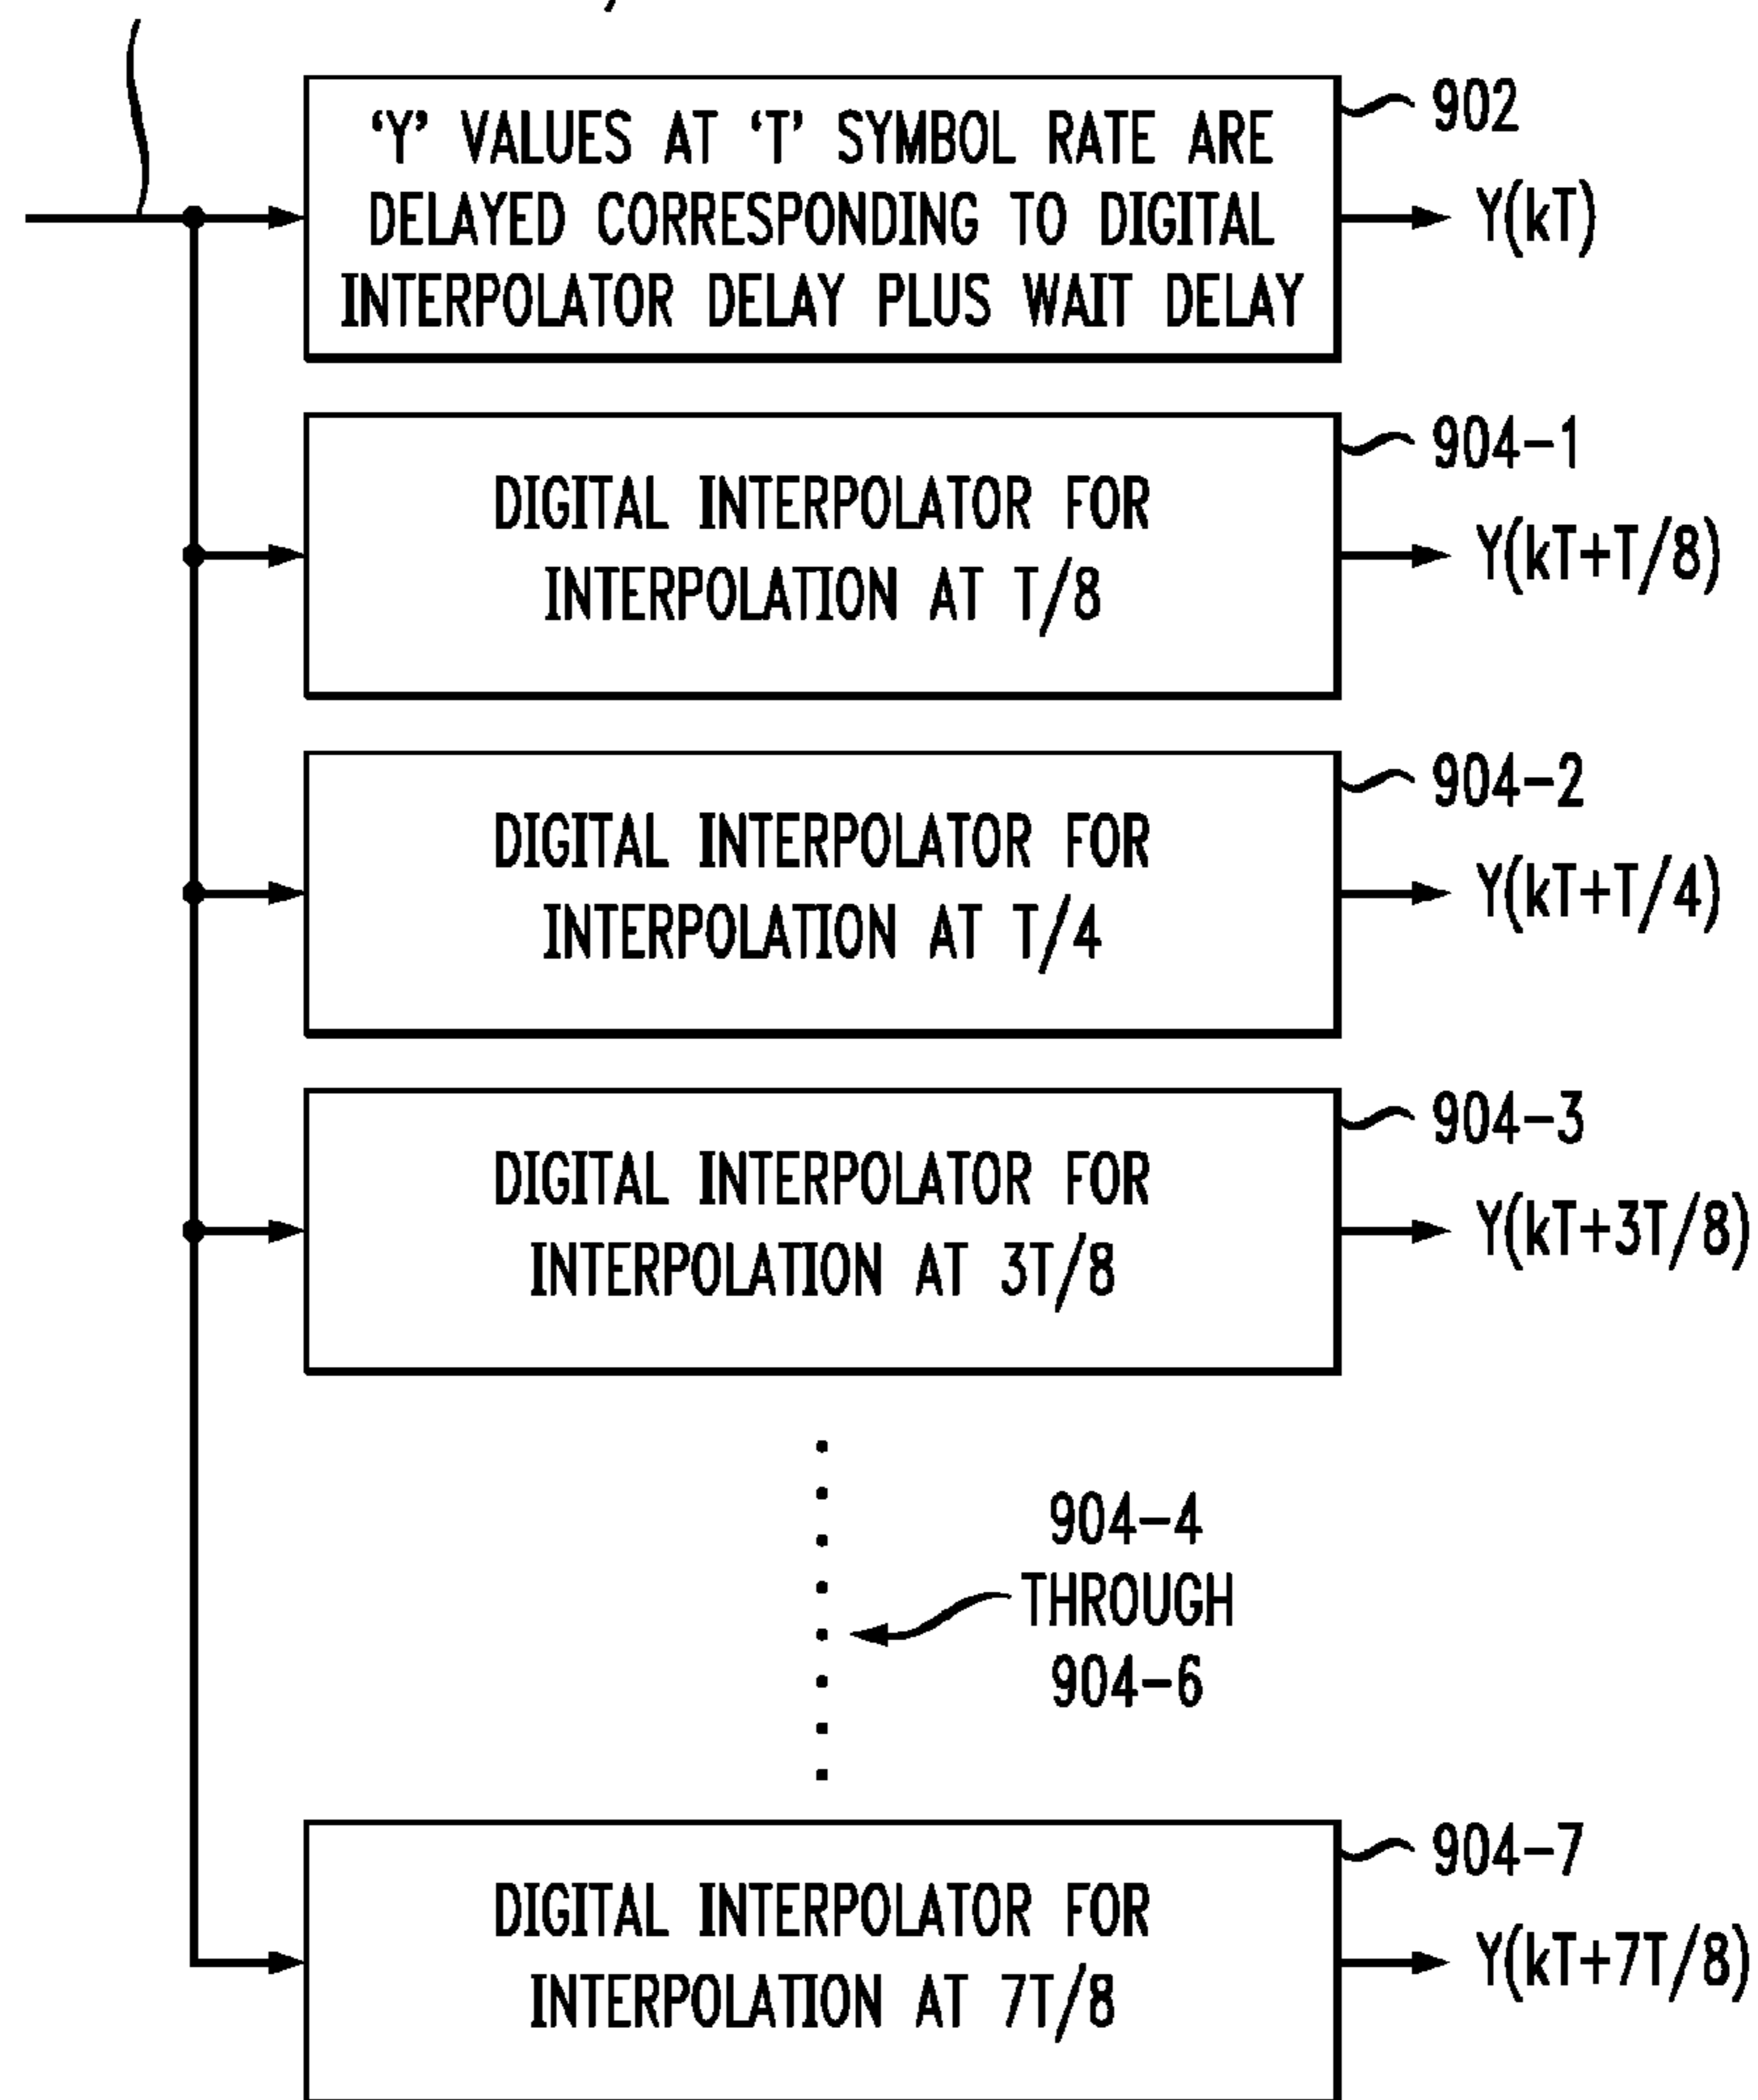 ‘Y’ VALUES AT ‘T’ SYMBOL RATE ARE
DELAYED CORRESPONDING TO DIGITAL
INTERPOLATOR DELAY PLUS WAIT DELAY
902
Y(kT)
DIGITAL INTERPOLATOR FOR
INTERPOLATION AT T/8
904-1
Y(kT+T/8)
DIGITAL INTERPOLATOR FOR
INTERPOLATION AT T/4
904-2
Y(kT+T/4)
DIGITAL INTERPOLATOR FOR
INTERPOLATION AT 3T/8
904-3
Y(kT+3T/8)
904-4
THROUGH
904-6
DIGITAL INTERPOLATOR FOR
INTERPOLATION AT 7T/8
904-7
Y(kT+7T/8)